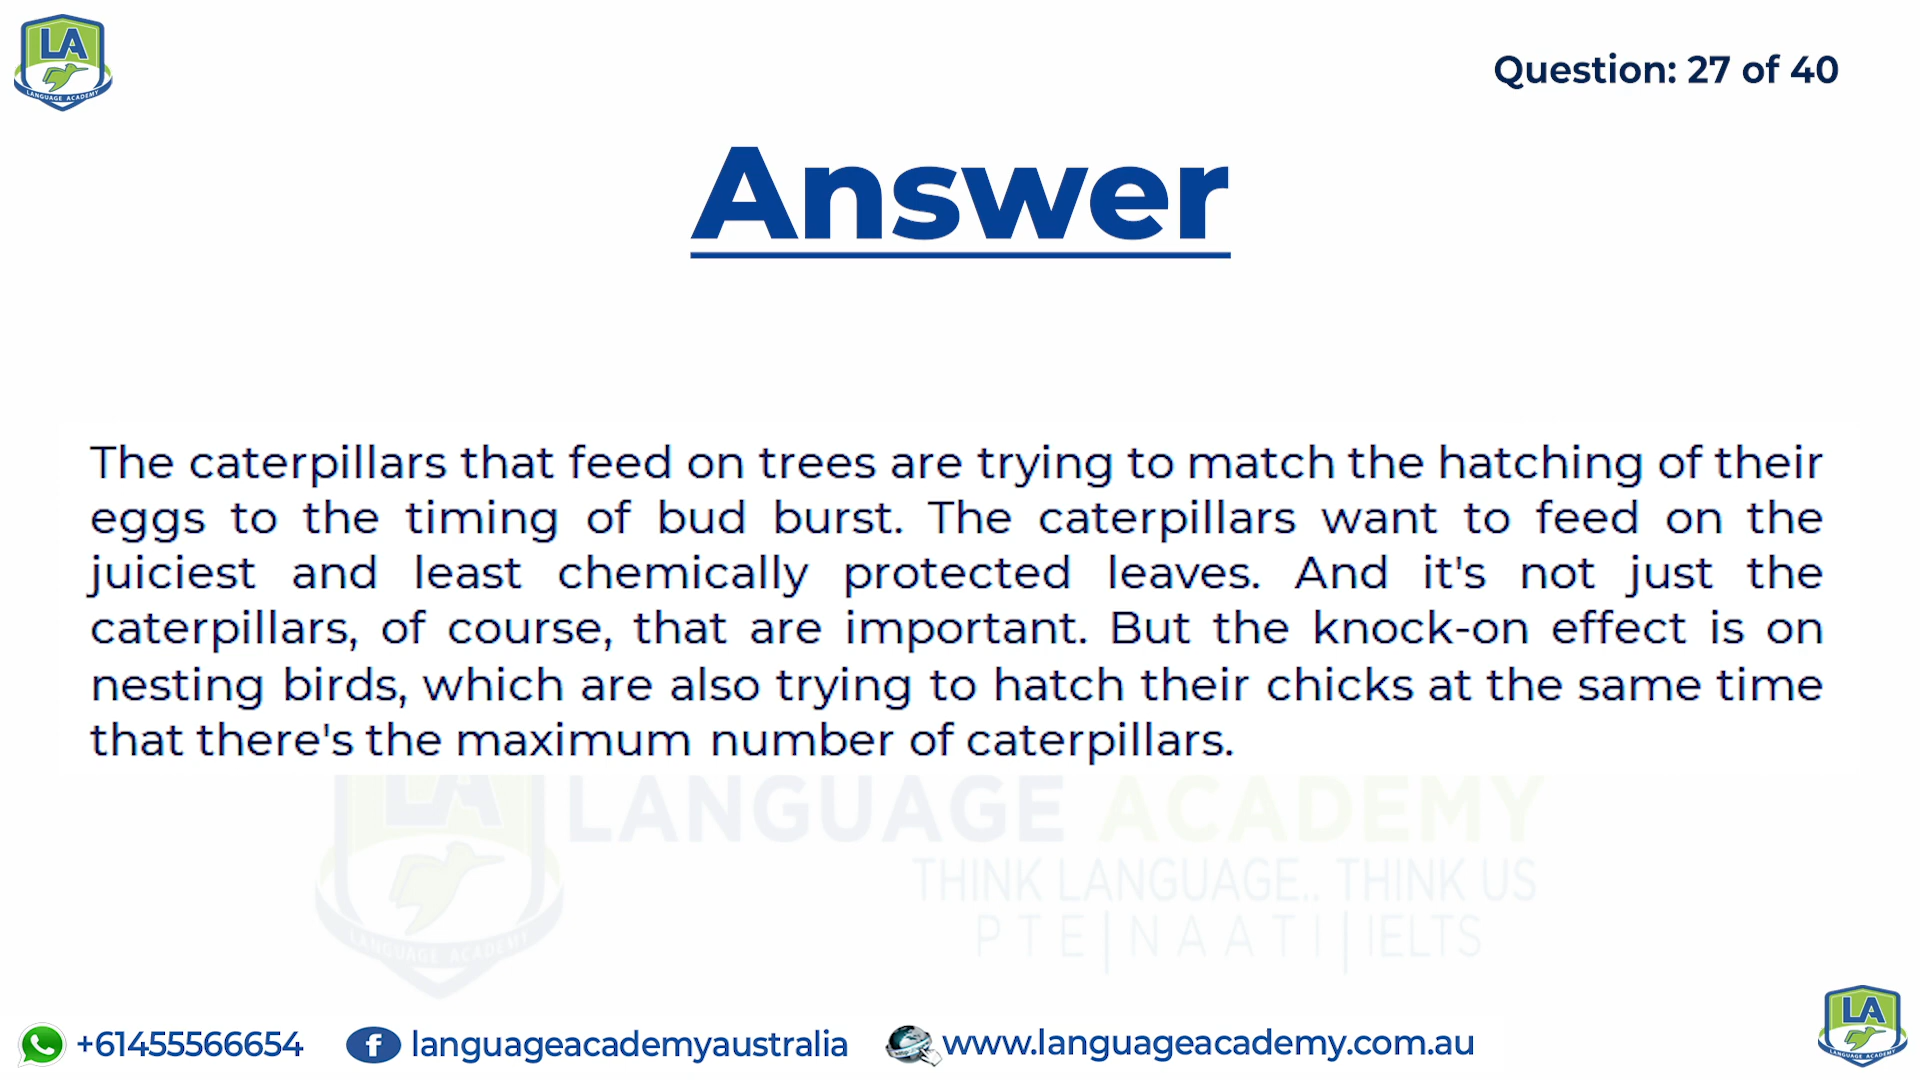 LA
LANGUAGE ACADEMY
Question: 27 of 40
Answer
The caterpillars that feed on trees are trying to match the hatching of their
eggs to the timing of bud burst. The caterpillars want to feed on the
juiciest and least chemically protected leaves. And it's not just the
caterpillars, of course, that are important. But the knock-on effect is on
nesting birds, which are also trying to hatch their chicks at the same time
that there's the maximum number of caterpillars.
LA
LANGUAGE ACADEMY
LANGUAGE ACADEMY
THINK LANGUAGE.. THINK US
PTE|NAATI|IELTS
+61455566654
f
languageacademyaustralia
www.languageacademy.com.au
LA
LANGUAGE ACADEMY